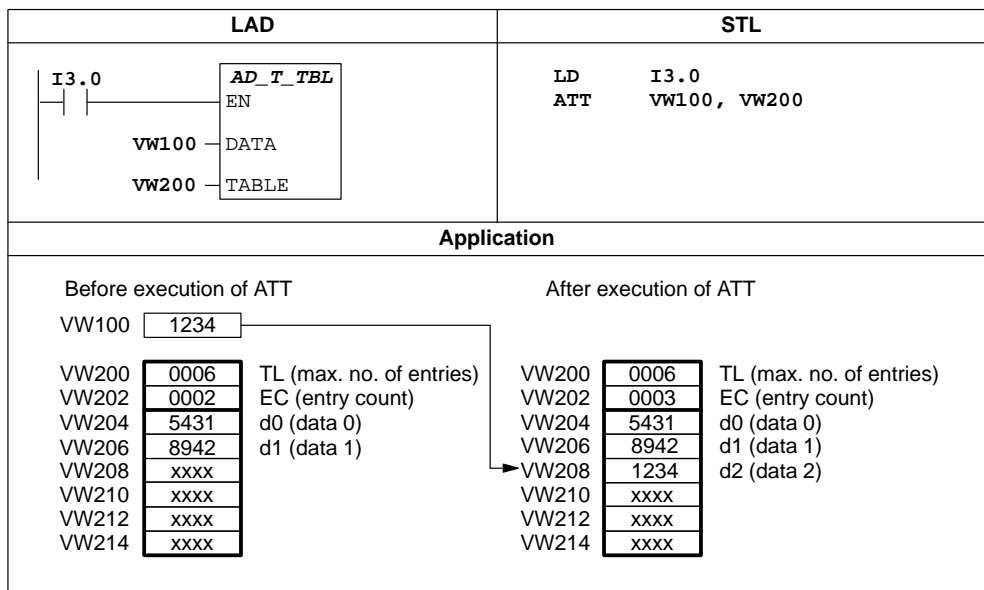 LAD STL
I3.0 AD_T_TBL
EN
VW100 DATA
VW200 TABLE
LD I3.0
ATT VW100, VW200
Application
Before execution of ATT
VW100 1234
VW200 0006 TL (max. no. of entries)
VW202 0002 EC (entry count)
VW204 5431 d0 (data 0)
VW206 8942 d1 (data 1)
VW208 xxxx
VW210 xxxx
VW212 xxxx
VW214 xxxx
After execution of ATT
VW200 0006 TL (max. no. of entries)
VW202 0003 EC (entry count)
VW204 5431 d0 (data 0)
VW206 8942 d1 (data 1)
VW208 1234 d2 (data 2)
VW210 xxxx
VW212 xxxx
VW214 xxxx